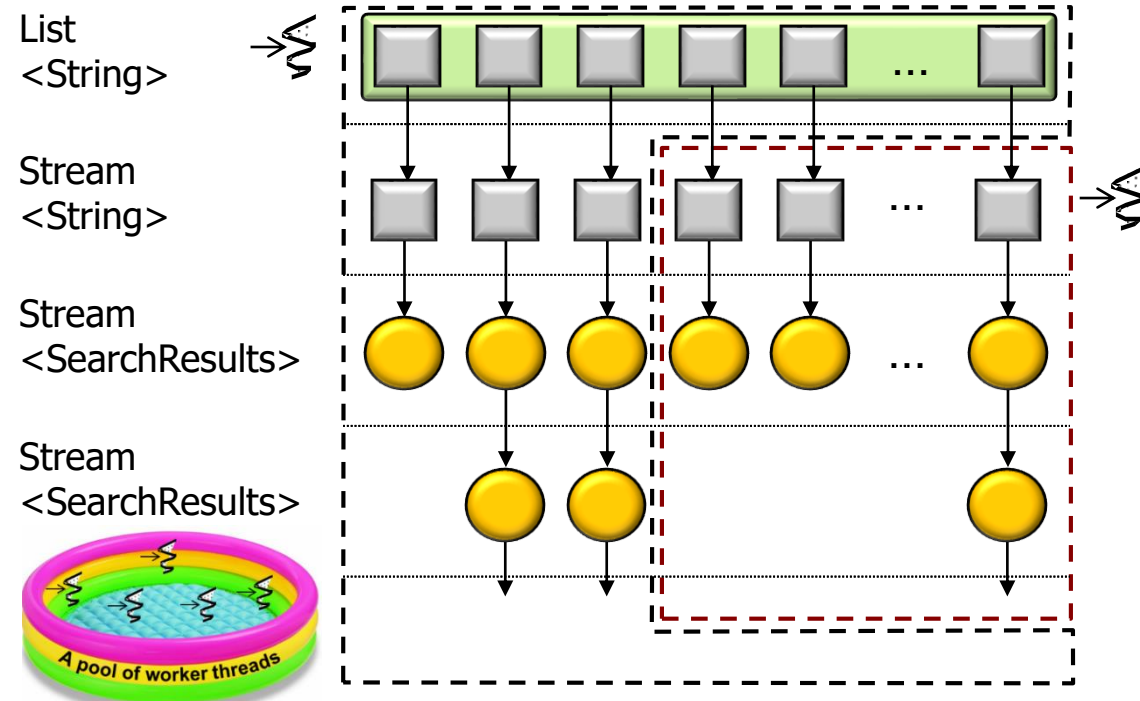 List
<String>
...
Stream
<String>
...
Stream
<SearchResults>
...
Stream
<SearchResults>
A pool of worker threads